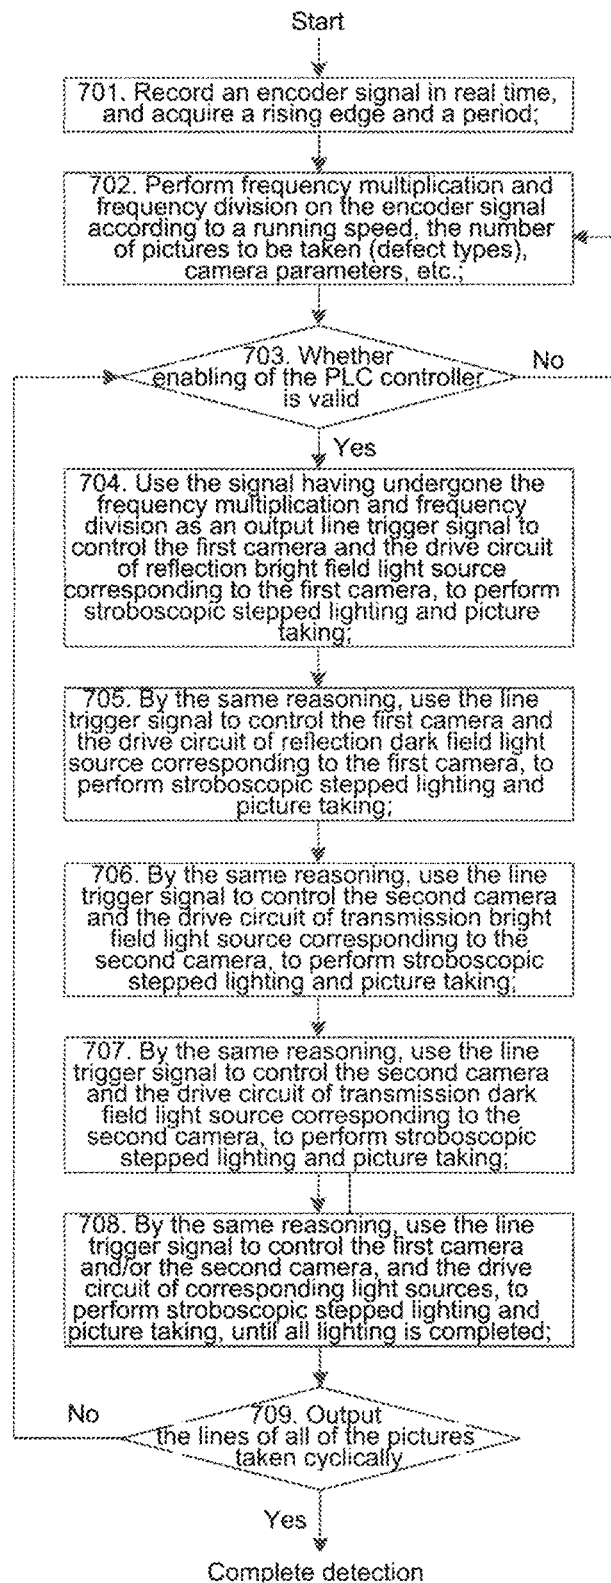 Start
701. Record an encoder signal in real time,
and acquire a rising edge and a period;
702. Perform frequency multiplication and
frequency division on the encoder signal
according to a running speed, the number
of pictures to be taken (defect types),
camera parameters, etc.;
703. Whether
enabling of the PLC controller
is valid
No
Yes
704. Use the signal having undergone the
frequency multiplication and frequency
division as an output line trigger signal to
control the first camera and the drive circuit
of reflection bright field light source
corresponding to the first camera, to perform
stroboscopic stepped lighting and picture
taking;
705. By the same reasoning, use the line
trigger signal to control the first camera and
the drive circuit of reflection dark field light
source corresponding to the first camera, to
perform stroboscopic stepped lighting and
picture taking;
706. By the same reasoning, use the line
trigger signal to control the second camera
and the drive circuit of transmission bright
field light source corresponding to the
second camera, to perform stroboscopic
stepped lighting and picture taking;
707. By the same reasoning, use the line
trigger signal to control the second camera
and the drive circuit of transmission dark
field light source corresponding to the
second camera, to perform stroboscopic
stepped lighting and picture taking;
708. By the same reasoning, use the line
trigger signal to control the first camera
and/or the second camera, and the drive
circuit of corresponding light sources, to
perform stroboscopic stepped lighting and
picture taking, until all lighting is completed;
No
709. Output
the lines of all of the pictures
taken cyclically
Yes
Complete detection